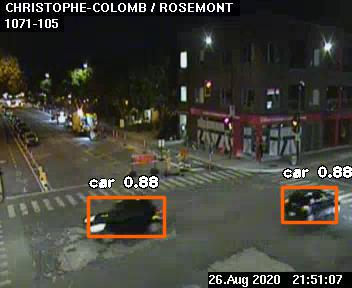 CHRISTOPHE-COLOMB / ROSEMONT
1071-105
car 0.88
car 0.88
26.Aug 2020  21:51:07